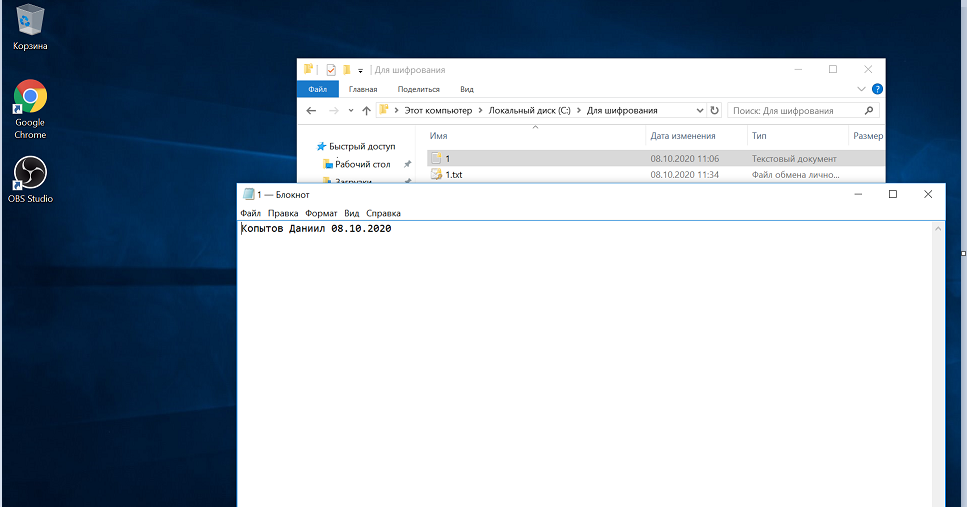 Корзина
Google
Chrome
OBS Studio
Для шифрования
Файл Главная Поделиться Вид
Этот компьютер Локальный диск (C:) Для шифрования Поиск: Для шифрования
Имя Дата изменения Тип Размер
Быстрый доступ
Рабочий стол
Загрузки
1 08.10.2020 11:06 Текстовый документ
1.txt 08.10.2020 11:34 Файл обмена лично...
1 — Блокнот
Файл Правка Формат Вид Справка
Копытов Даниил 08.10.2020